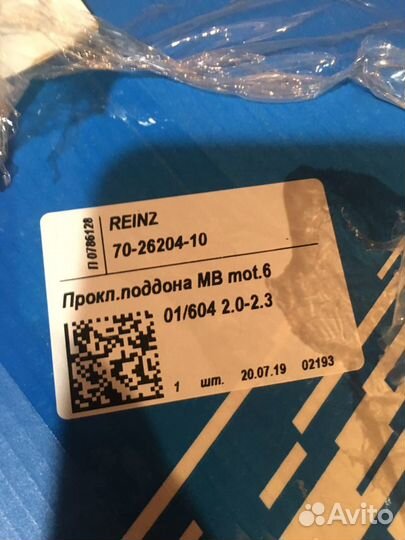 П 0786128
REINZ
70-26204-10
Прокл.поддона MB mot.6
01/604 2.0-2.3
1 шт. 20.07.19 02193
Avito